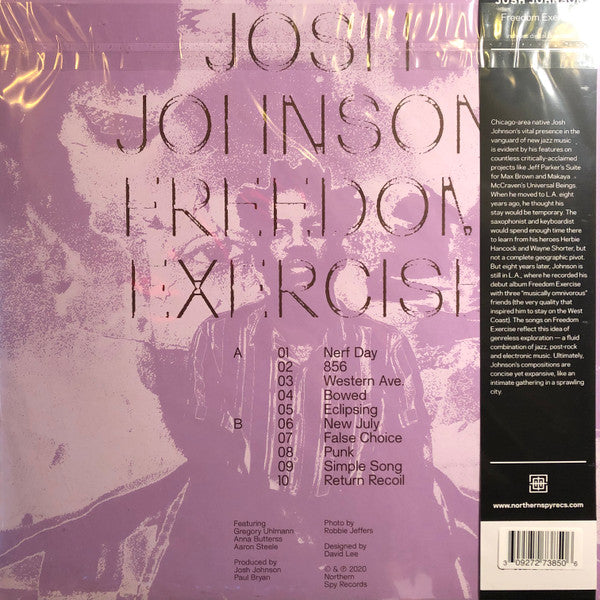 JOSH
JOHNSON
FREEDOM
EXERCISE
A 01 Nerf Day
02 856
03 Western Ave.
04 Bowed
05 Eclipsing
B 06 New July
07 False Choice
08 Punk
09 Simple Song
10 Return Recoil
Featuring
Gregory Uhlmann
Anna Butterss
Aaron Steele
Produced by
Josh Johnson
Paul Bryan
Photo by
Robbie Jeffers
Designed by
David Lee
© & ℗ 2020
Northern
Spy Records
JOSH JOHNSON
Freedom Exer
Chicago-area native Josh
Johnson's vital presence in the
vanguard of new jazz music
is evident by his features on
countless critically-acclaimed
projects like Jeff Parker's Suite
for Max Brown and Makaya
McCraven's Universal Beings.
When he moved to L.A. eight
years ago, he thought his
stay would be temporary. The
saxophonist and keyboardist
would spend enough time there
to learn from his heroes Herbie
Hancock and Wayne Shorter, but
not a complete geographic pivot.
But eight years later, Johnson is
still in L.A., where he recorded his
debut album Freedom Exercise
with three "musically omnivorous"
friends (the very quality that
inspired him to stay on the West
Coast). The songs on Freedom
Exercise reflect this idea of
genreless exploration — a fluid
combination of jazz, post-rock
and electronic music. Ultimately,
Johnson's compositions are
concise yet expansive, like an
intimate gathering in a sprawling
city.
www.northernspyrecs.com
3 09272 73850 6